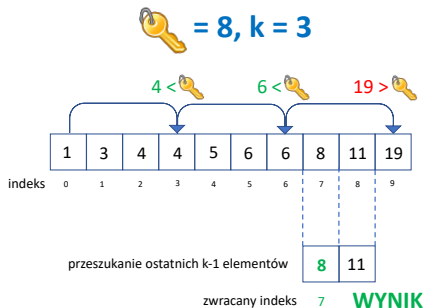 = 8, k = 3
4 < 6 < 19 >
1 3 4 4 5 6 6 8 11 19
indeks 0 1 2 3 4 5 6 7 8 9
przeszukanie ostatnich k-1 elementów 8 11
zwracany indeks 7 WYNIK